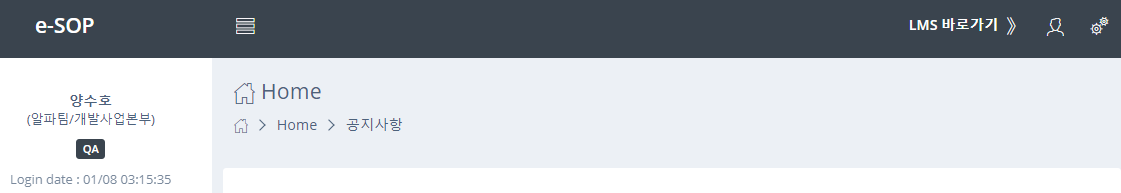 e-SOP
LMS 바로가기 》
양수호
(알파팀/개발사업본부)
QA
Login date : 01/08 03:15:35
Home
Home > 공지사항